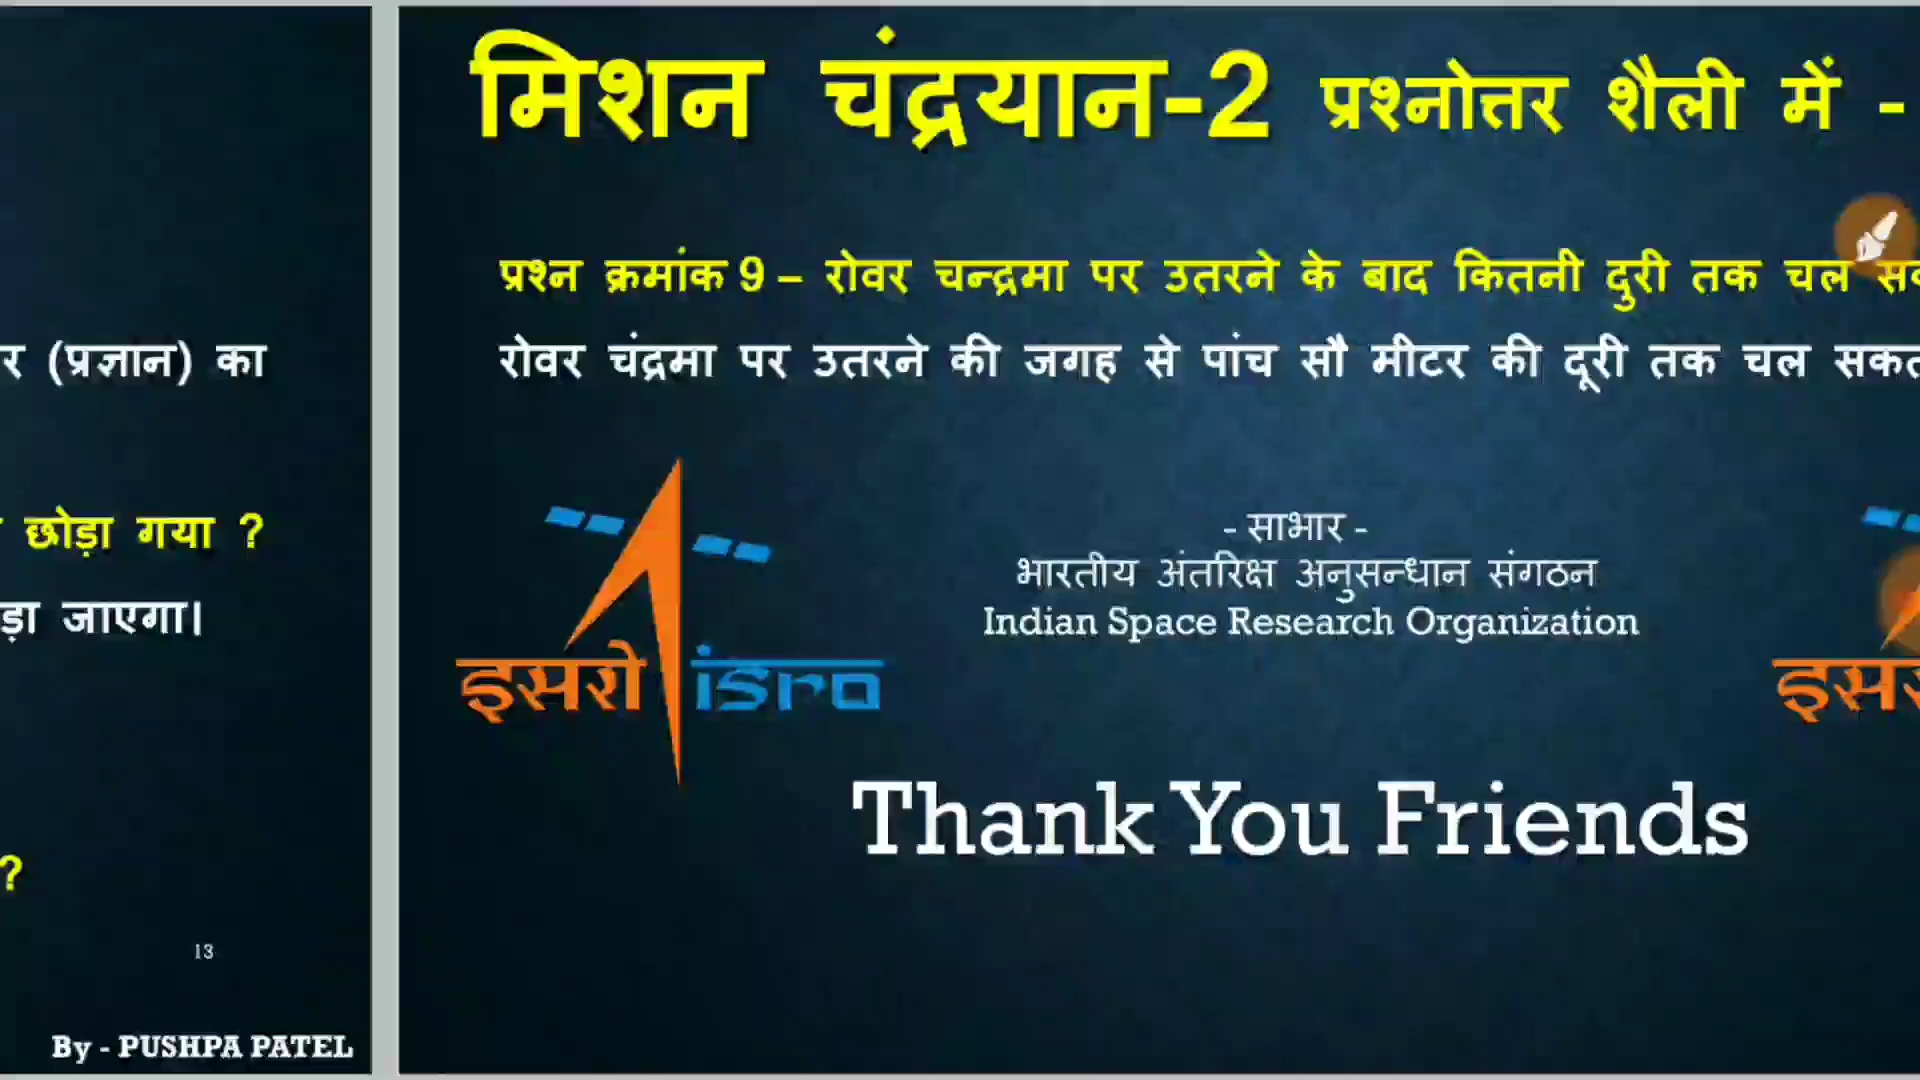 र (प्रज्ञान) का
छोड़ा गया ?
ड़ा जाएगा।
?
13
By - PUSHPA PATEL
मिशन चंद्रयान-2 प्रश्नोत्तर शैली में -
प्रश्न क्रमांक 9 – रोवर चन्द्रमा पर उतरने के बाद कितनी दुरी तक चल
रोवर चंद्रमा पर उतरने की जगह से पांच सौ मीटर की दूरी तक चल
- साभार -
भारतीय अंतरिक्ष अनुसन्धान संगठन
Indian Space Research Organization
इसरो isro
इस
Thank You Friends